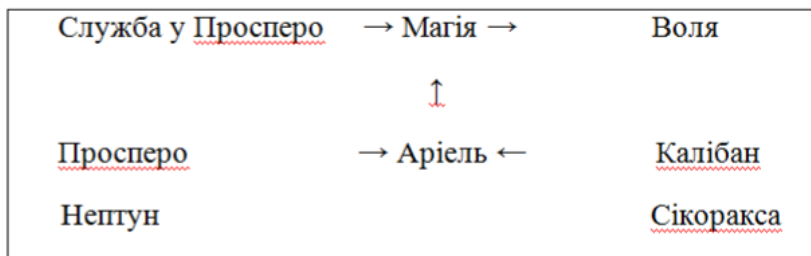 Служба у Просперо → Магія → Воля
↑
Просперо → Аріель ← Калібан
Нептун Сікоракса